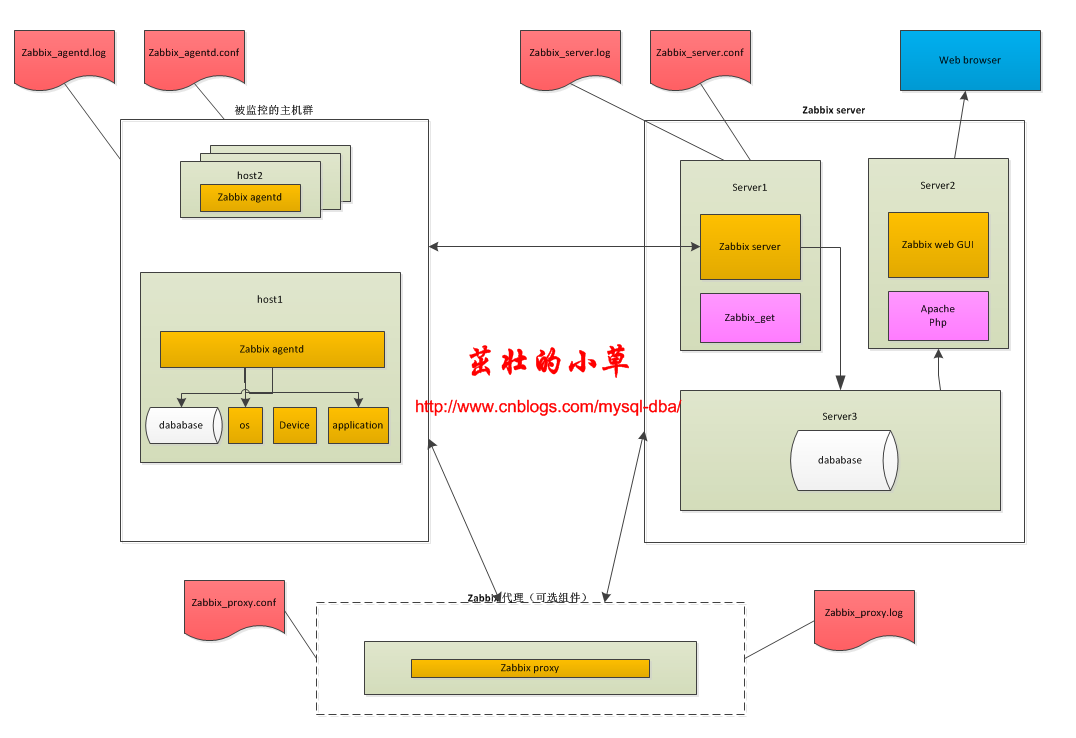 Zabbix_agentd.log
Zabbix_agentd.conf
Zabbix_server.log
Zabbix_server.conf
Web browser
被监控的主机群
Zabbix server
host2
Zabbix agentd
Server1
Server2
Zabbix server
Zabbix web GUI
host1
Zabbix_get
Apache
Php
Zabbix agentd
茁壮的小草
http://www.cnblogs.com/mysql-dba/
dababase
os
Device
application
Server3
dababase
Zabbix代理（可选组件）
Zabbix_proxy.conf
Zabbix_proxy.log
Zabbix proxy